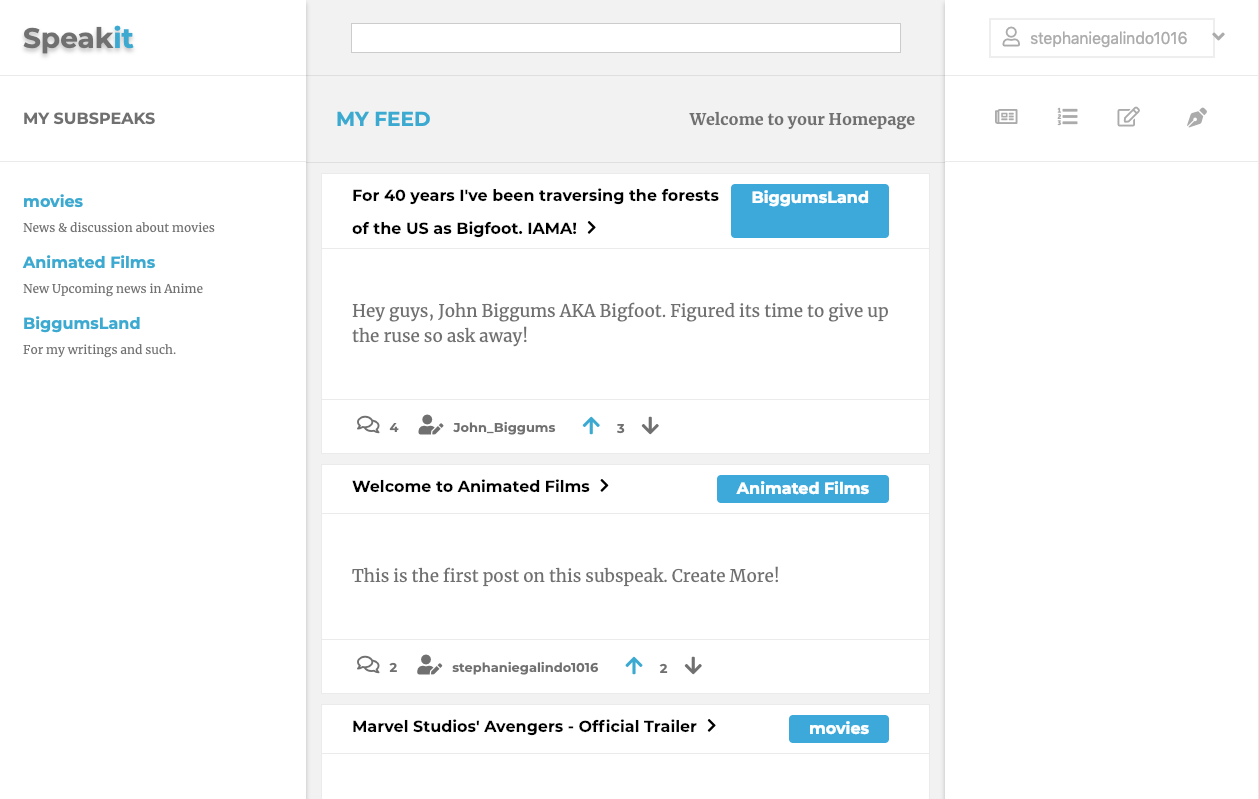 Speakit
stephaniegalindo1016
MY SUBSPEAKS
MY FEED
Welcome to your Homepage
movies
News & discussion about movies
Animated Films
New Upcoming news in Anime
BiggumsLand
For my writings and such.
For 40 years I've been traversing the forests
of the US as Bigfoot. IAMA!
BiggumsLand
Hey guys, John Biggums AKA Bigfoot. Figured its time to give up
the ruse so ask away!
4 John_Biggums 3
Welcome to Animated Films
Animated Films
This is the first post on this subspeak. Create More!
2 stephaniegalindo1016 2
Marvel Studios' Avengers - Official Trailer
movies